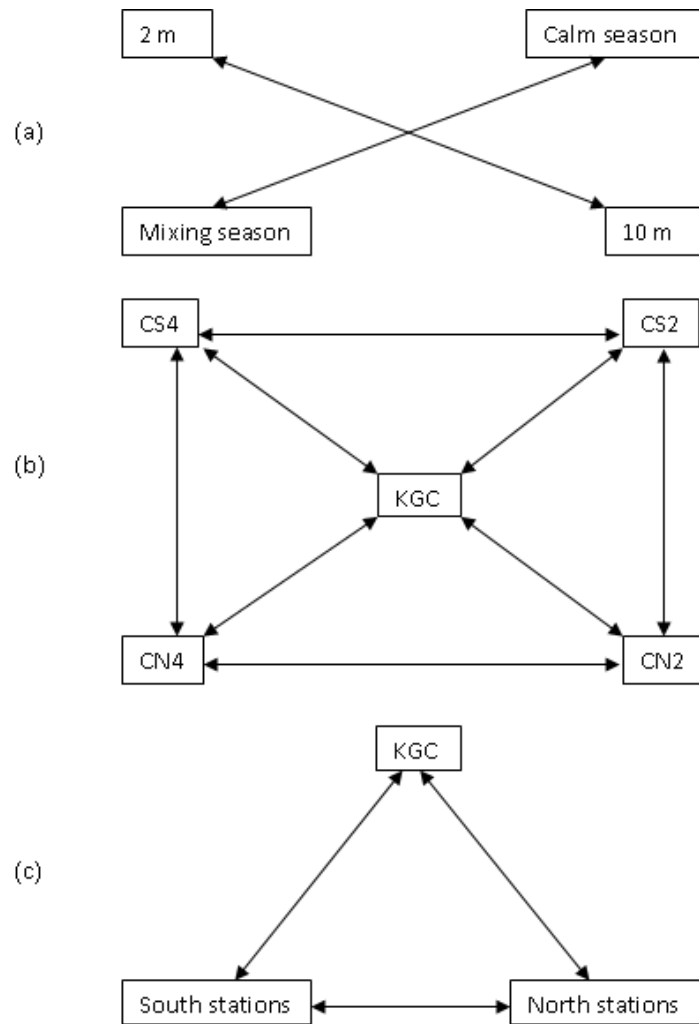 2 m
Calm season
(a)
Mixing season
10 m
CS4
CS2
(b)
KGC
CN4
CN2
KGC
(c)
South stations
North stations